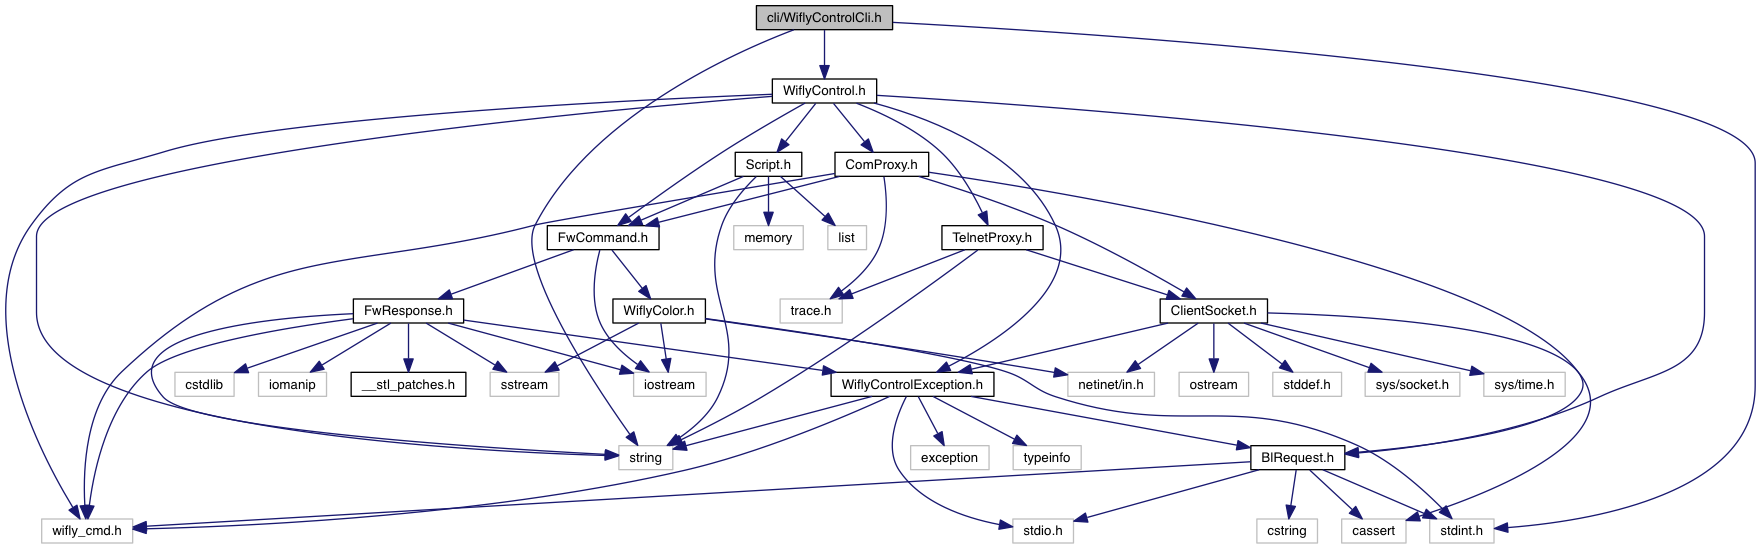 cli/WiflyControlCli.h
WiflyControl.h
Script.h
ComProxy.h
FwCommand.h
memory
list
TelnetProxy.h
FwResponse.h
WiflyColor.h
trace.h
ClientSocket.h
cstdlib
iomanip
__stl_patches.h
sstream
iostream
WiflyControlException.h
netinet/in.h
ostream
stddef.h
sys/socket.h
sys/time.h
string
exception
typeinfo
BlRequest.h
wifly_cmd.h
stdio.h
cstring
cassert
stdint.h